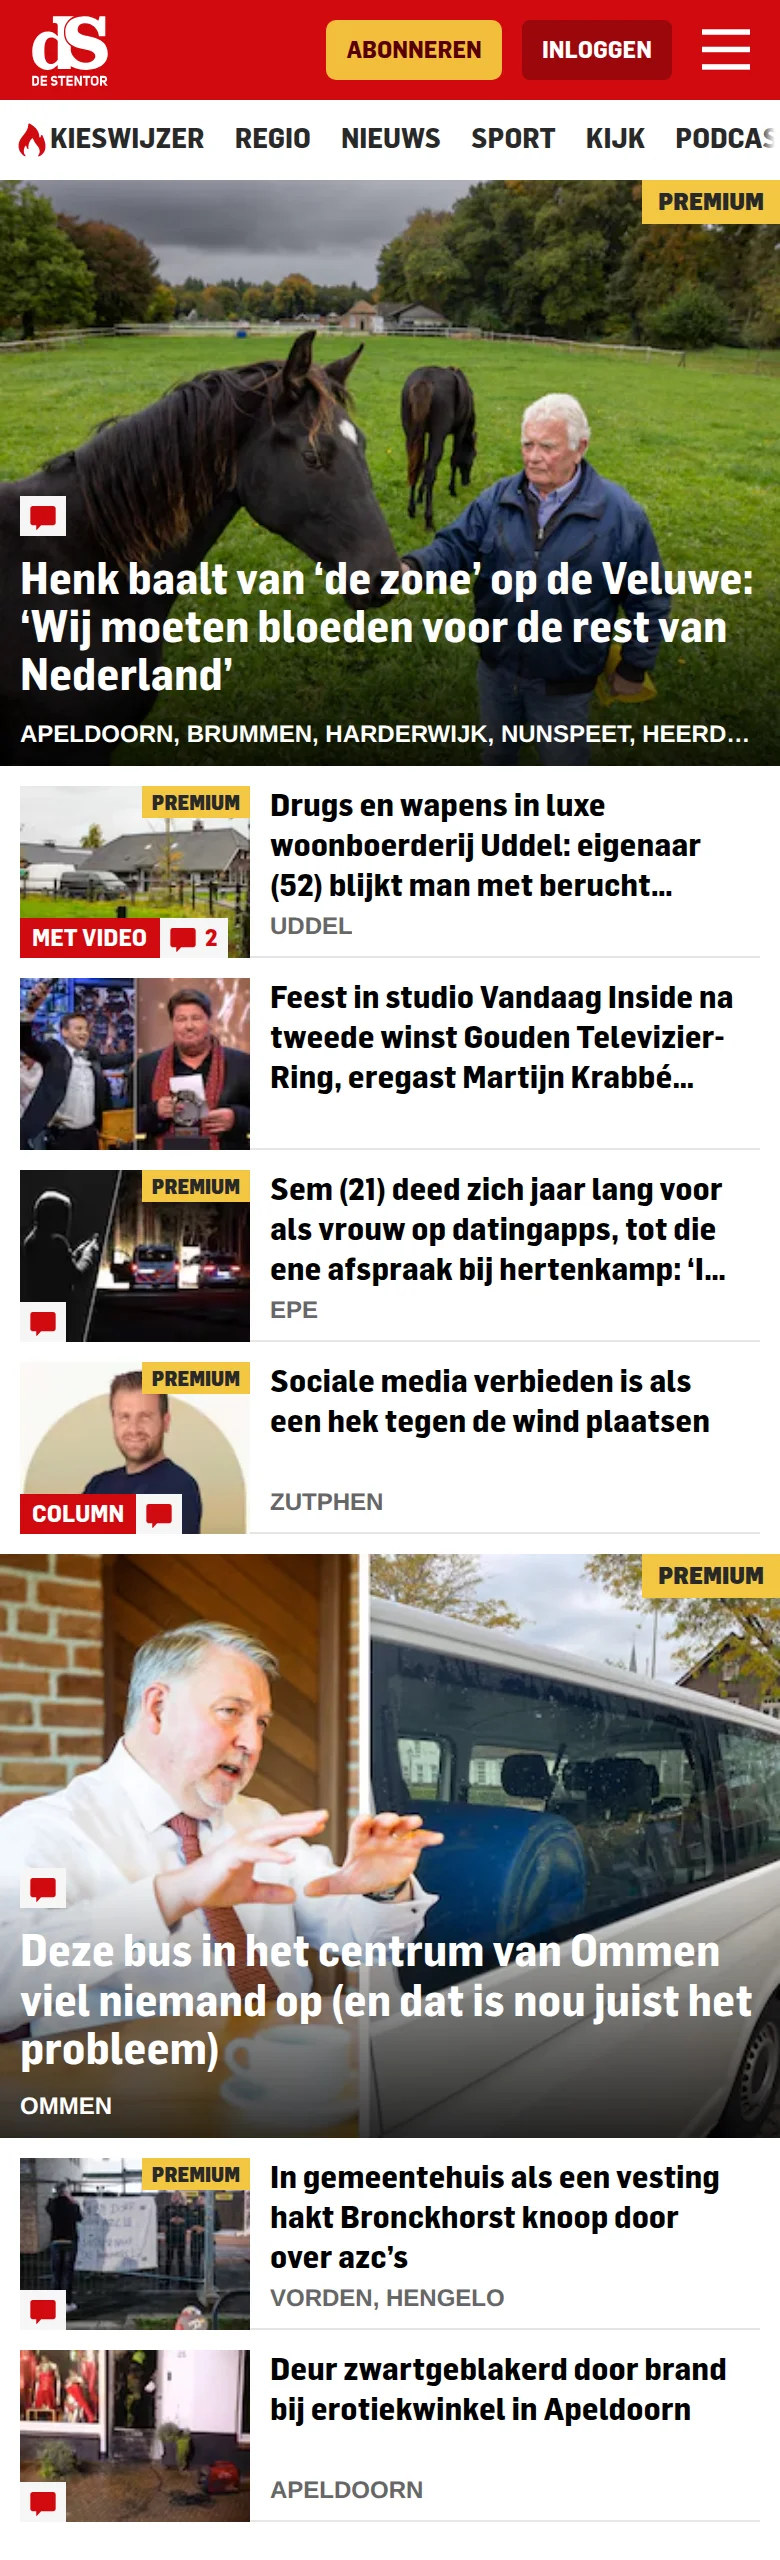 dS
DE STENTOR
ABONNEREN
INLOGGEN
KIESWIJZER REGIO NIEUWS SPORT KIJK PODCAS
PREMIUM
Henk baalt van ‘de zone’ op de Veluwe:
‘Wij moeten bloeden voor de rest van
Nederland’
APELDOORN, BRUMMEN, HARDERWIJK, NUNSPEET, HEERD...
PREMIUM
MET VIDEO 2
Drugs en wapens in luxe
woonboerderij Uddel: eigenaar
(52) blijkt man met berucht...
UDDEL
Feest in studio Vandaag Inside na
tweede winst Gouden Televizier-
Ring, eregast Martijn Krabbé...
PREMIUM
Sem (21) deed zich jaar lang voor
als vrouw op datingapps, tot die
ene afspraak bij hertenkamp: ‘I...
EPE
PREMIUM
COLUMN
Sociale media verbieden is als
een hek tegen de wind plaatsen
ZUTPHEN
PREMIUM
Deze bus in het centrum van Ommen
viel niemand op (en dat is nou juist het
probleem)
OMMEN
PREMIUM
In gemeentehuis als een vesting
hakt Bronckhorst knoop door
over azc’s
VORDEN, HENGELO
Deur zwartgeblakerd door brand
bij erotiekwinkel in Apeldoorn
APELDOORN